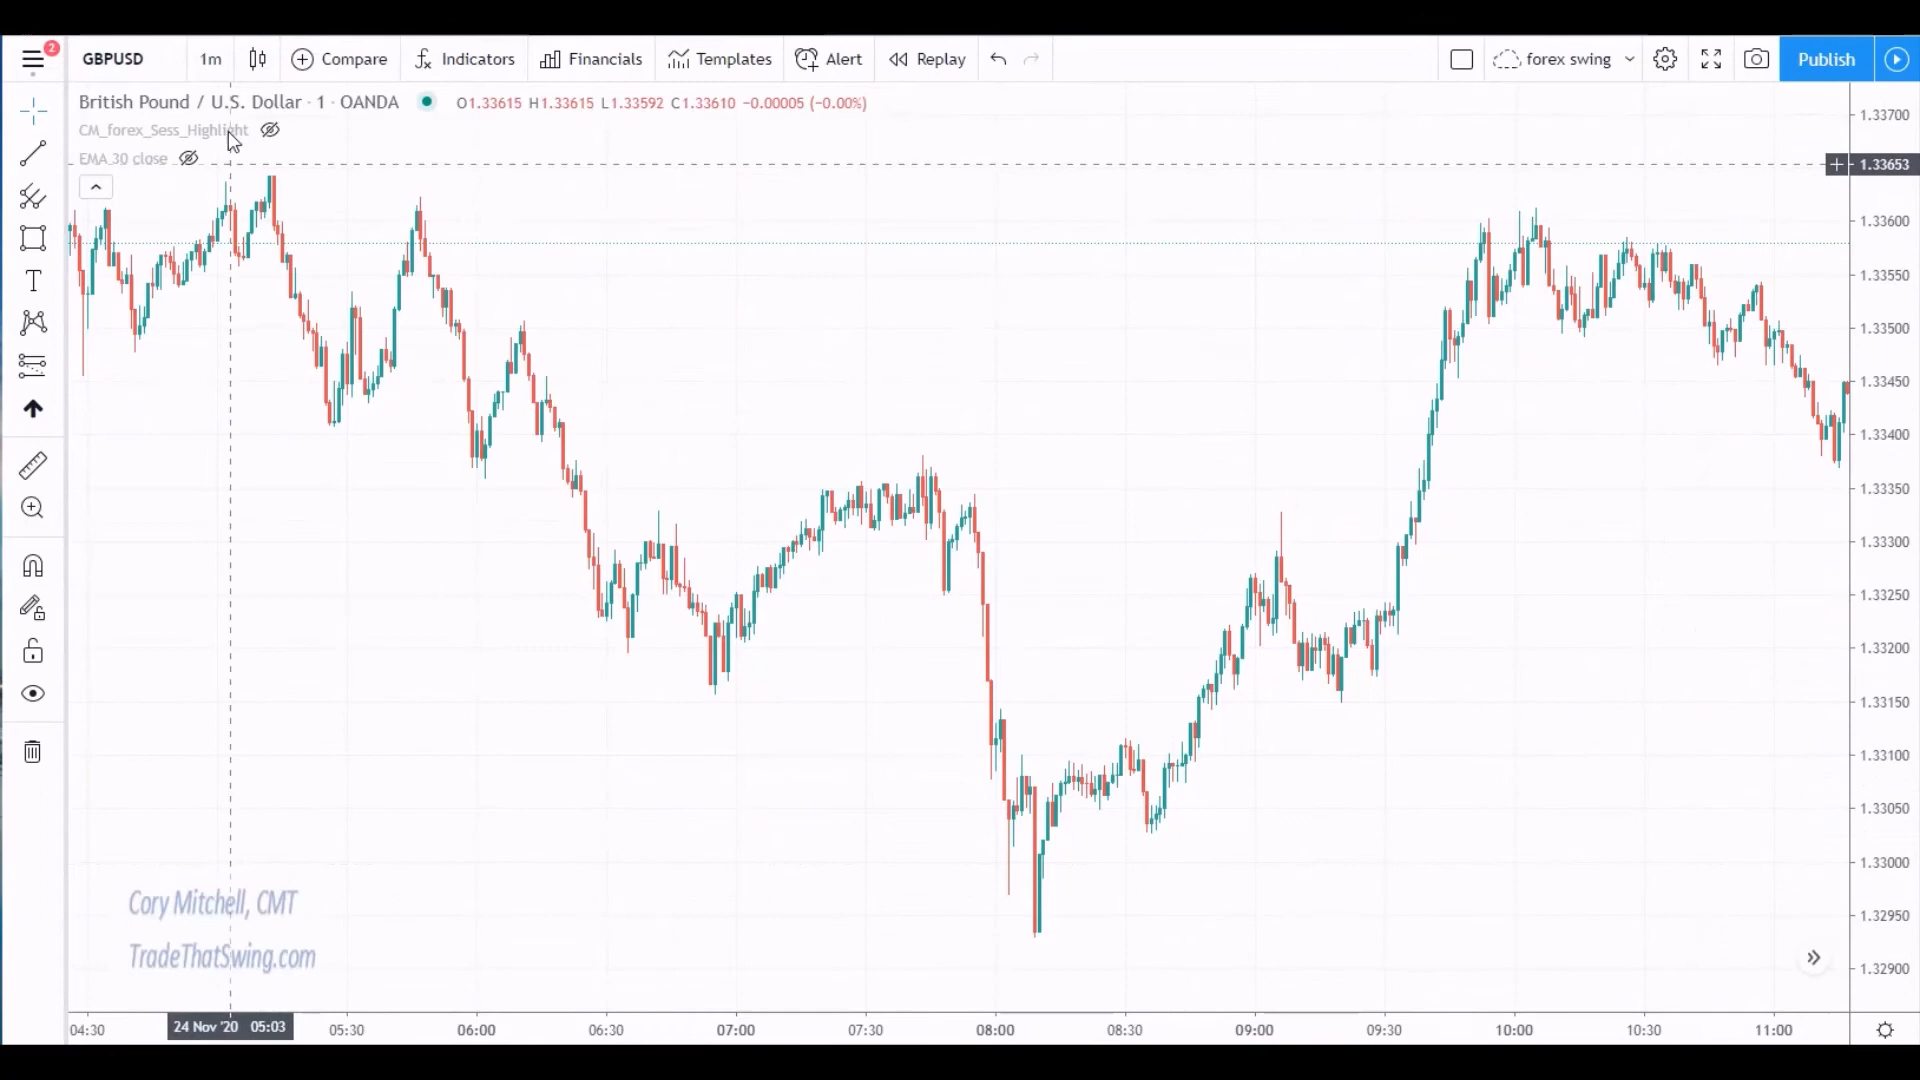 2
GBPUSD 1m Compare Indicators Financials Templates Alert Replay forex swing Publish
British Pound / U.S. Dollar · 1 · OANDA O1.33615 H1.33615 L1.33592 C1.33610 −0.00005 (−0.00%)
CM_forex_Sess_Highlight
EMA 30 close
1.33700
1.33653
1.33600
1.33550
1.33500
1.33450
1.33400
1.33350
1.33300
1.33250
1.33200
1.33150
1.33100
1.33050
1.33000
1.32950
1.32900
Cory Mitchell, CMT
TradeThatSwing.com
04:30 24 Nov '20 05:03 05:30 06:00 06:30 07:00 07:30 08:00 08:30 09:00 09:30 10:00 10:30 11:00